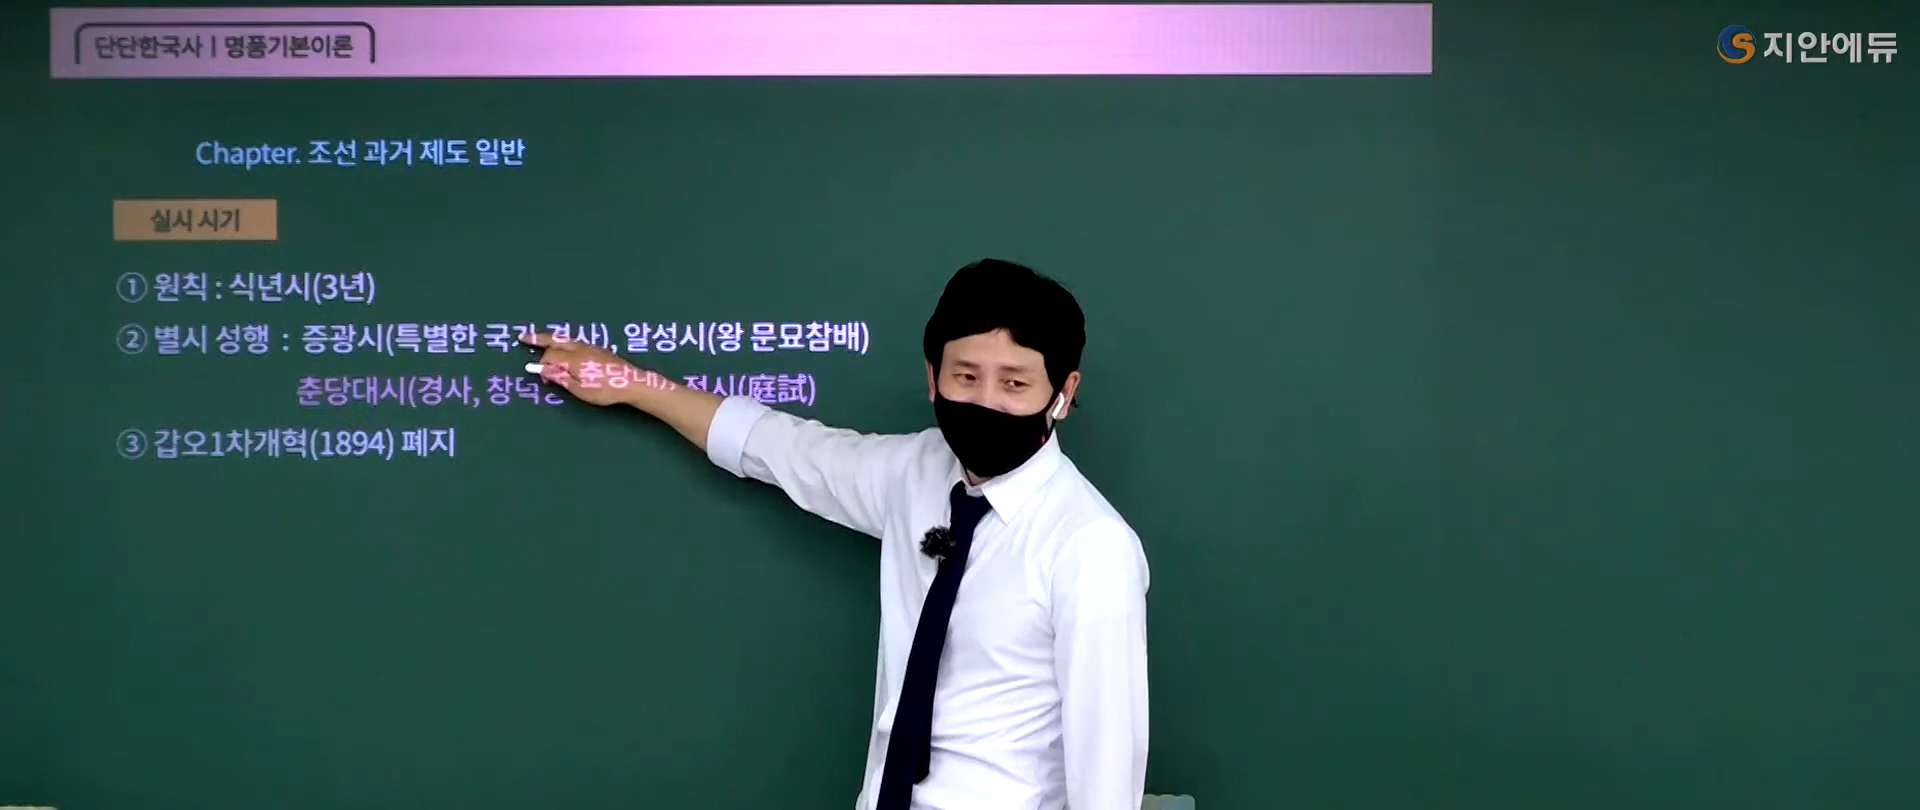 단단한국사 | 명품기본이론
지안에듀
Chapter. 조선 과거 제도 일반
실시 시기
① 원칙 : 식년시(3년)
② 별시 성행 : 증광시(특별한 국가 경사), 알성시(왕 문묘참배)
춘당대시(경사, 춘당대), 정시(庭試)
③ 갑오1차개혁(1894) 폐지